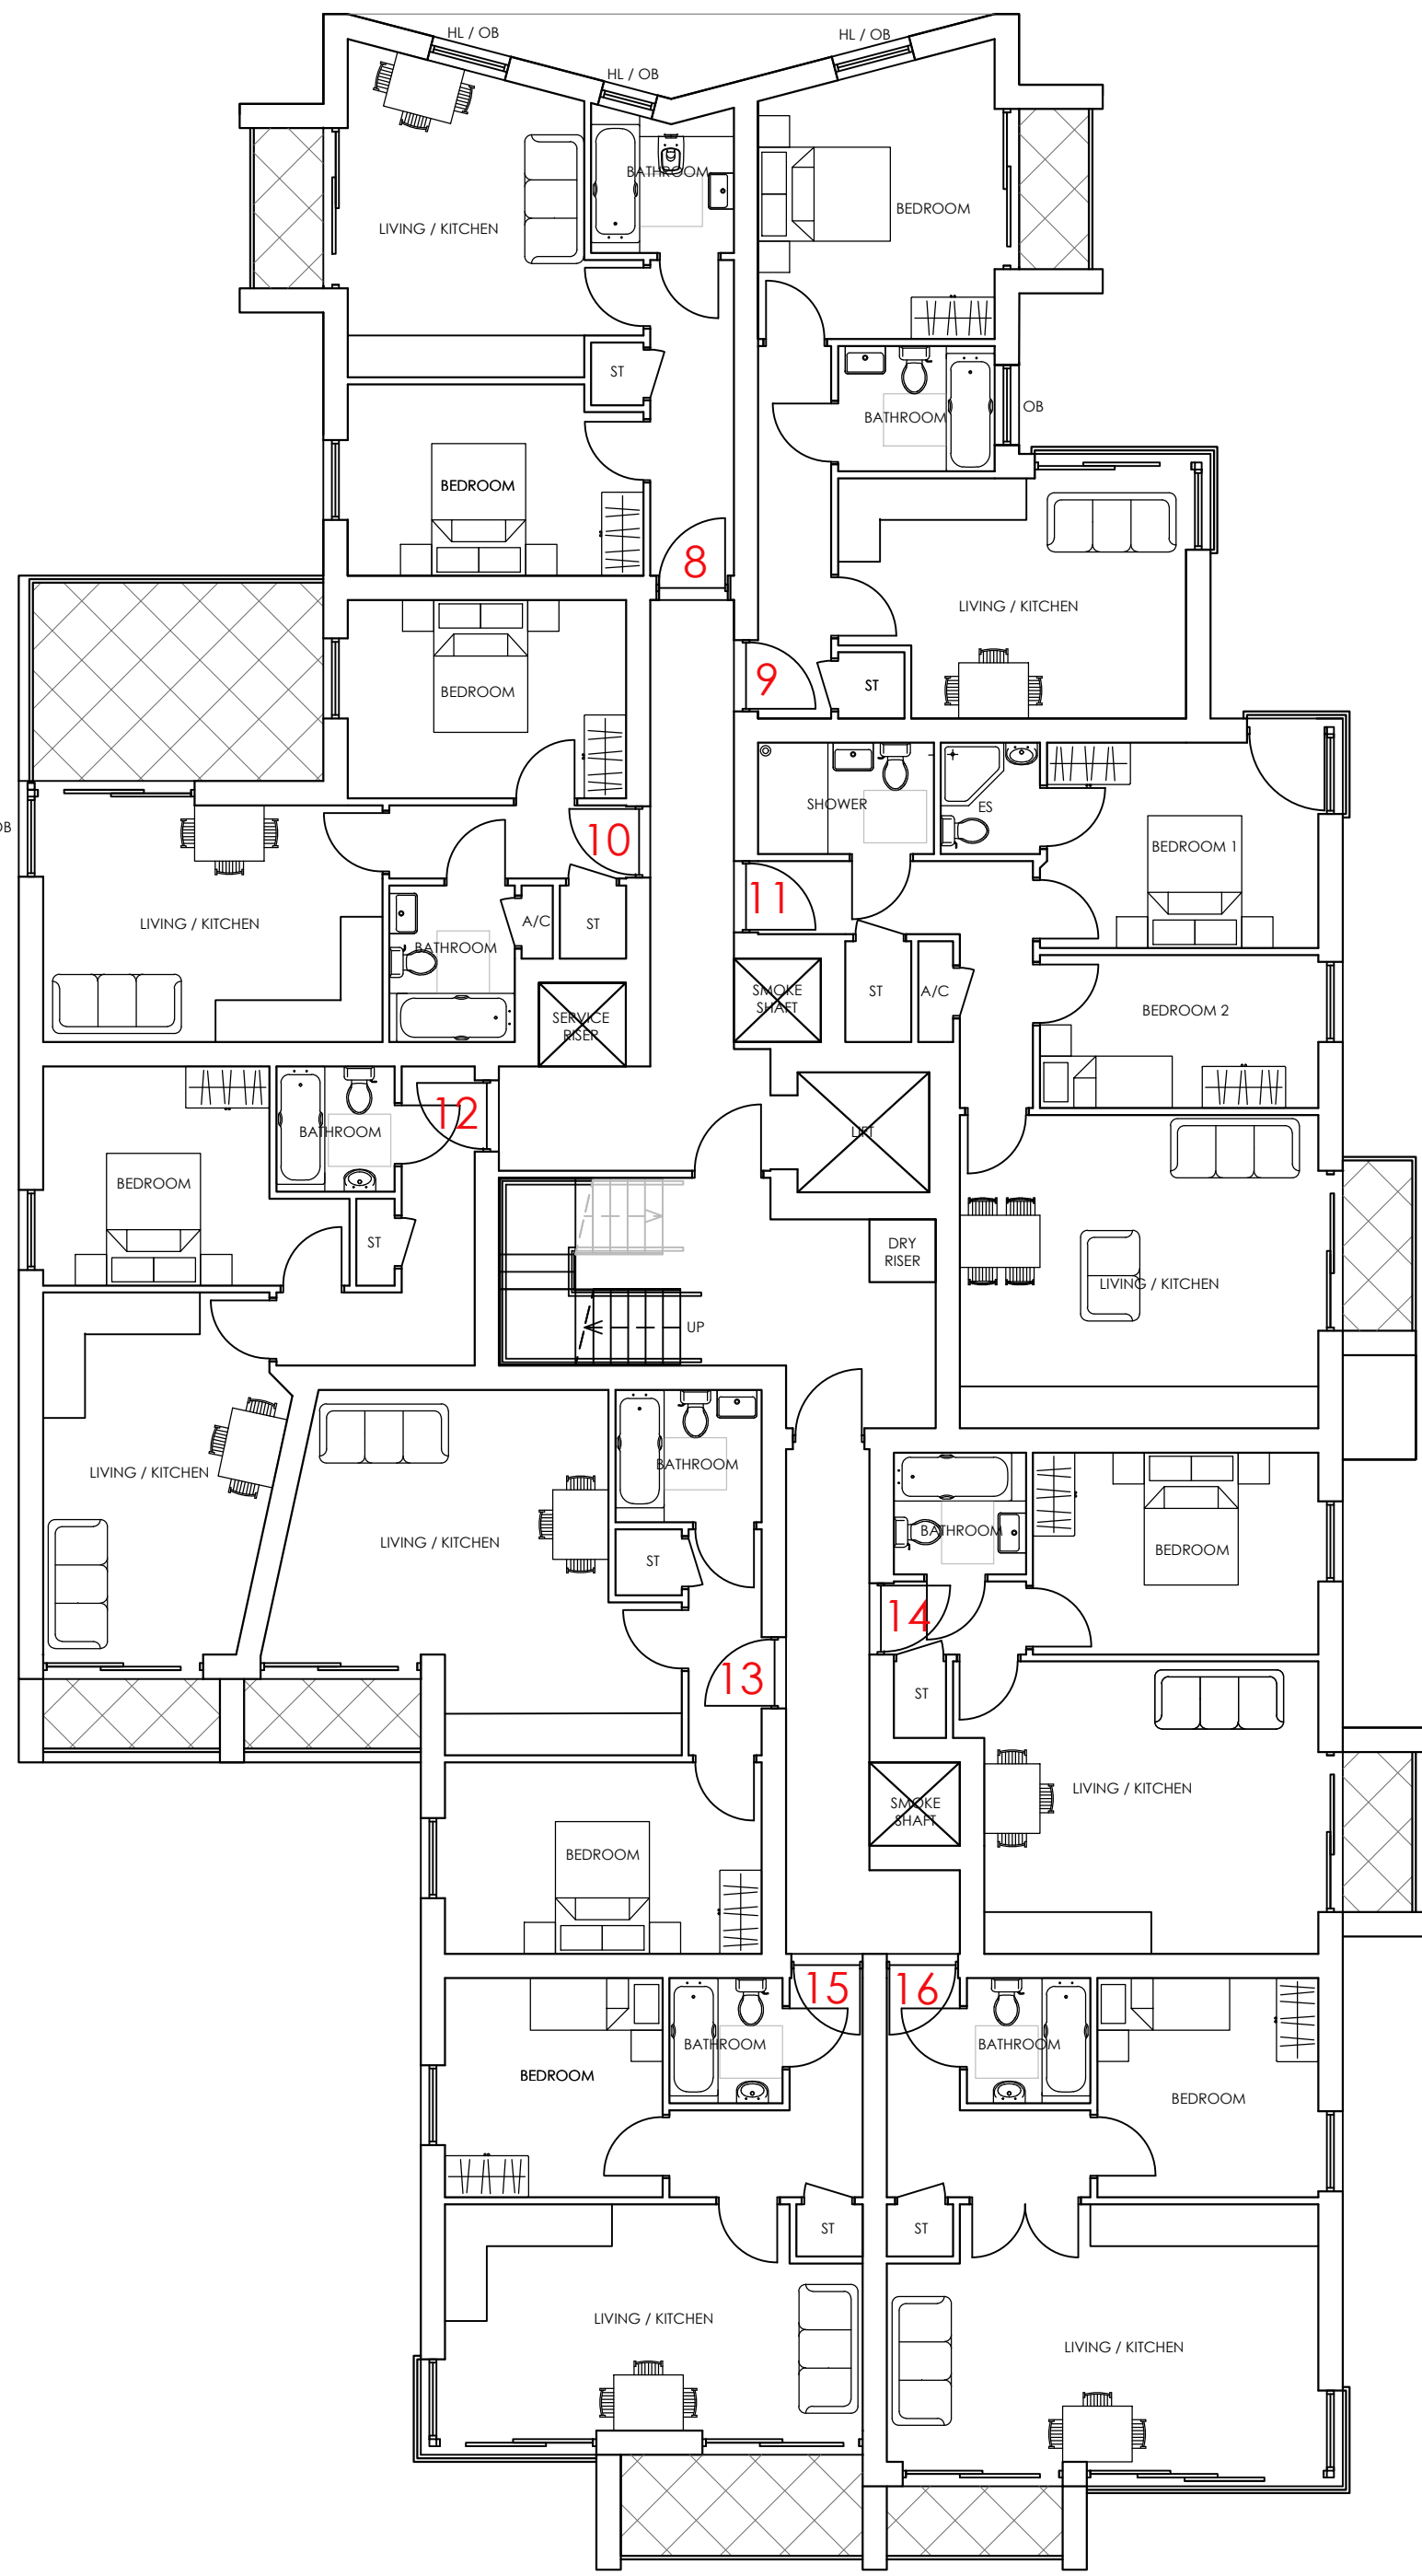 HL / OB
HL / OB
HL / OB
BATHROOM
BEDROOM
LIVING / KITCHEN
ST
BATHROOM
OB
BEDROOM
8
LIVING / KITCHEN
9
ST
BEDROOM
SHOWER
ES
BEDROOM 1
10
11
LIVING / KITCHEN
A/C
ST
BATHROOM
SMOKE
SHAFT
ST
A/C
BEDROOM 2
SERVICE
RISER
12
BATHROOM
LIFT
BEDROOM
ST
DRY
RISER
LIVING / KITCHEN
UP
LIVING / KITCHEN
BATHROOM
LIVING / KITCHEN
ST
BATHROOM
BEDROOM
14
13
ST
LIVING / KITCHEN
SMOKE
SHAFT
BEDROOM
15
16
BATHROOM
BATHROOM
BEDROOM
BEDROOM
ST
ST
LIVING / KITCHEN
LIVING / KITCHEN